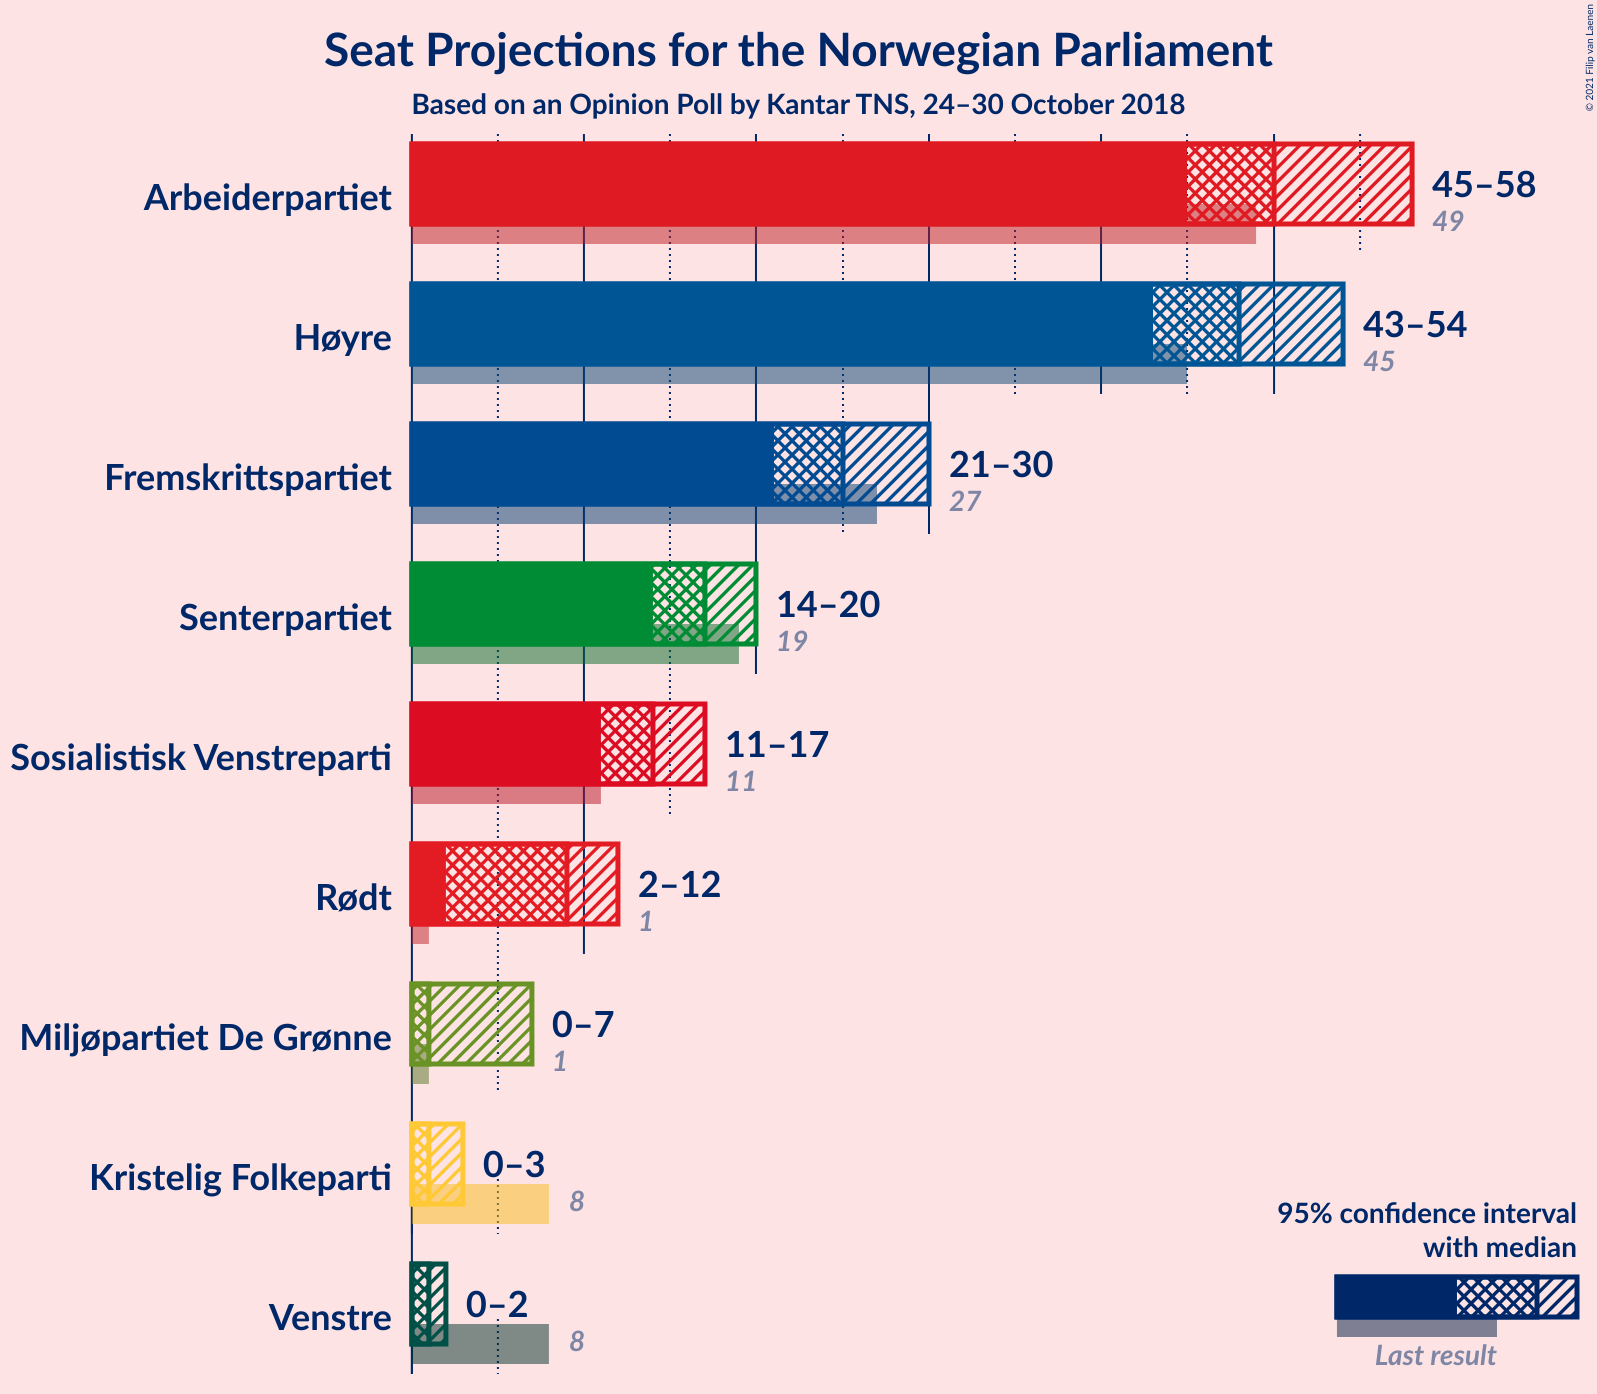 Seat Projections for the Norwegian Parliament
Based on an Opinion Poll by Kantar TNS, 24–30 October 2018
© 2021 Filip van Laenen
Arbeiderpartiet
45–58
49
Høyre
43–54
45
Fremskrittspartiet
21–30
27
Senterpartiet
14–20
19
Sosialistisk Venstreparti
11–17
11
Rødt
2–12
1
Miljøpartiet De Grønne
0–7
1
Kristelig Folkeparti
0–3
8
Venstre
0–2
8
95% confidence interval
with median
Last result